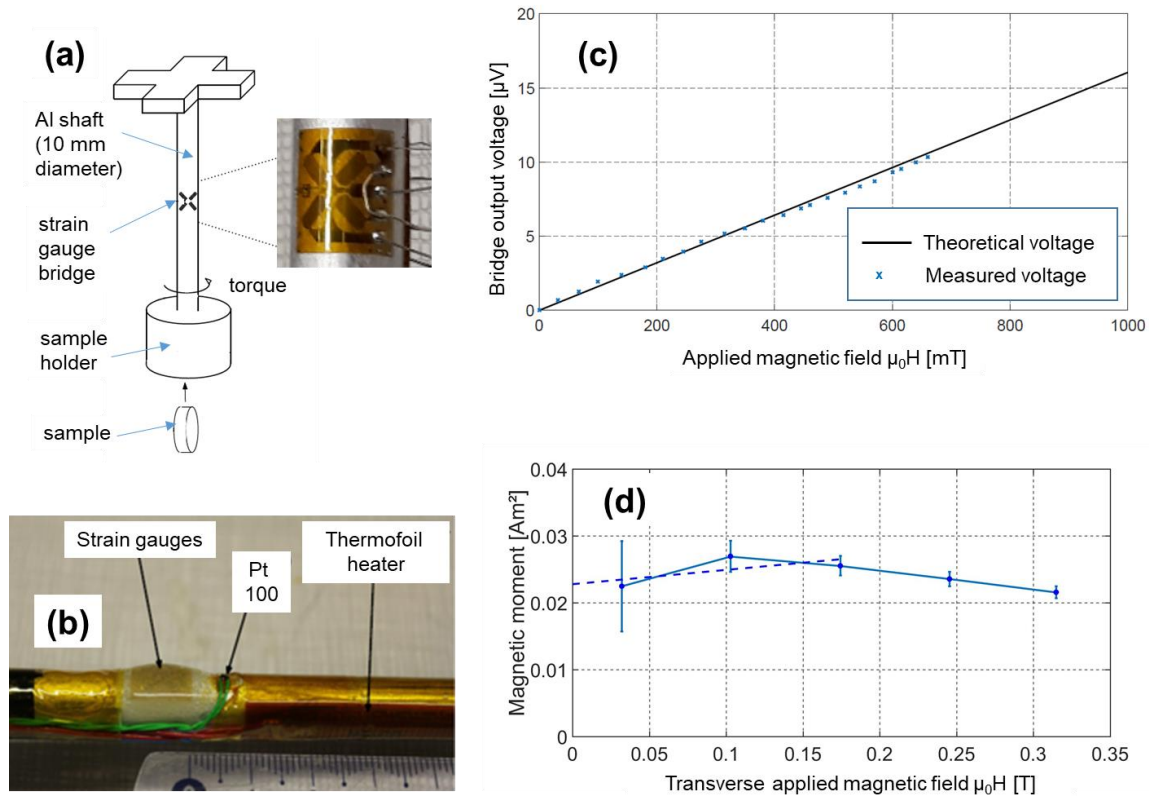 (a)
Al shaft
(10 mm
diameter)
strain
gauge
bridge
torque
sample
holder
sample
(c)
20
15
10
5
0
Bridge output voltage [µV]
0 200 400 600 800 1000
Applied magnetic field µ₀H [mT]
Theoretical voltage
Measured voltage
Strain gauges
Pt
100
Thermofoil
heater
(b)
0
(d)
0.04
0.03
0.02
0.01
0
Magnetic moment [Am²]
0.05 0.1 0.15 0.2 0.25 0.3 0.35
Transverse applied magnetic field µ₀H [T]